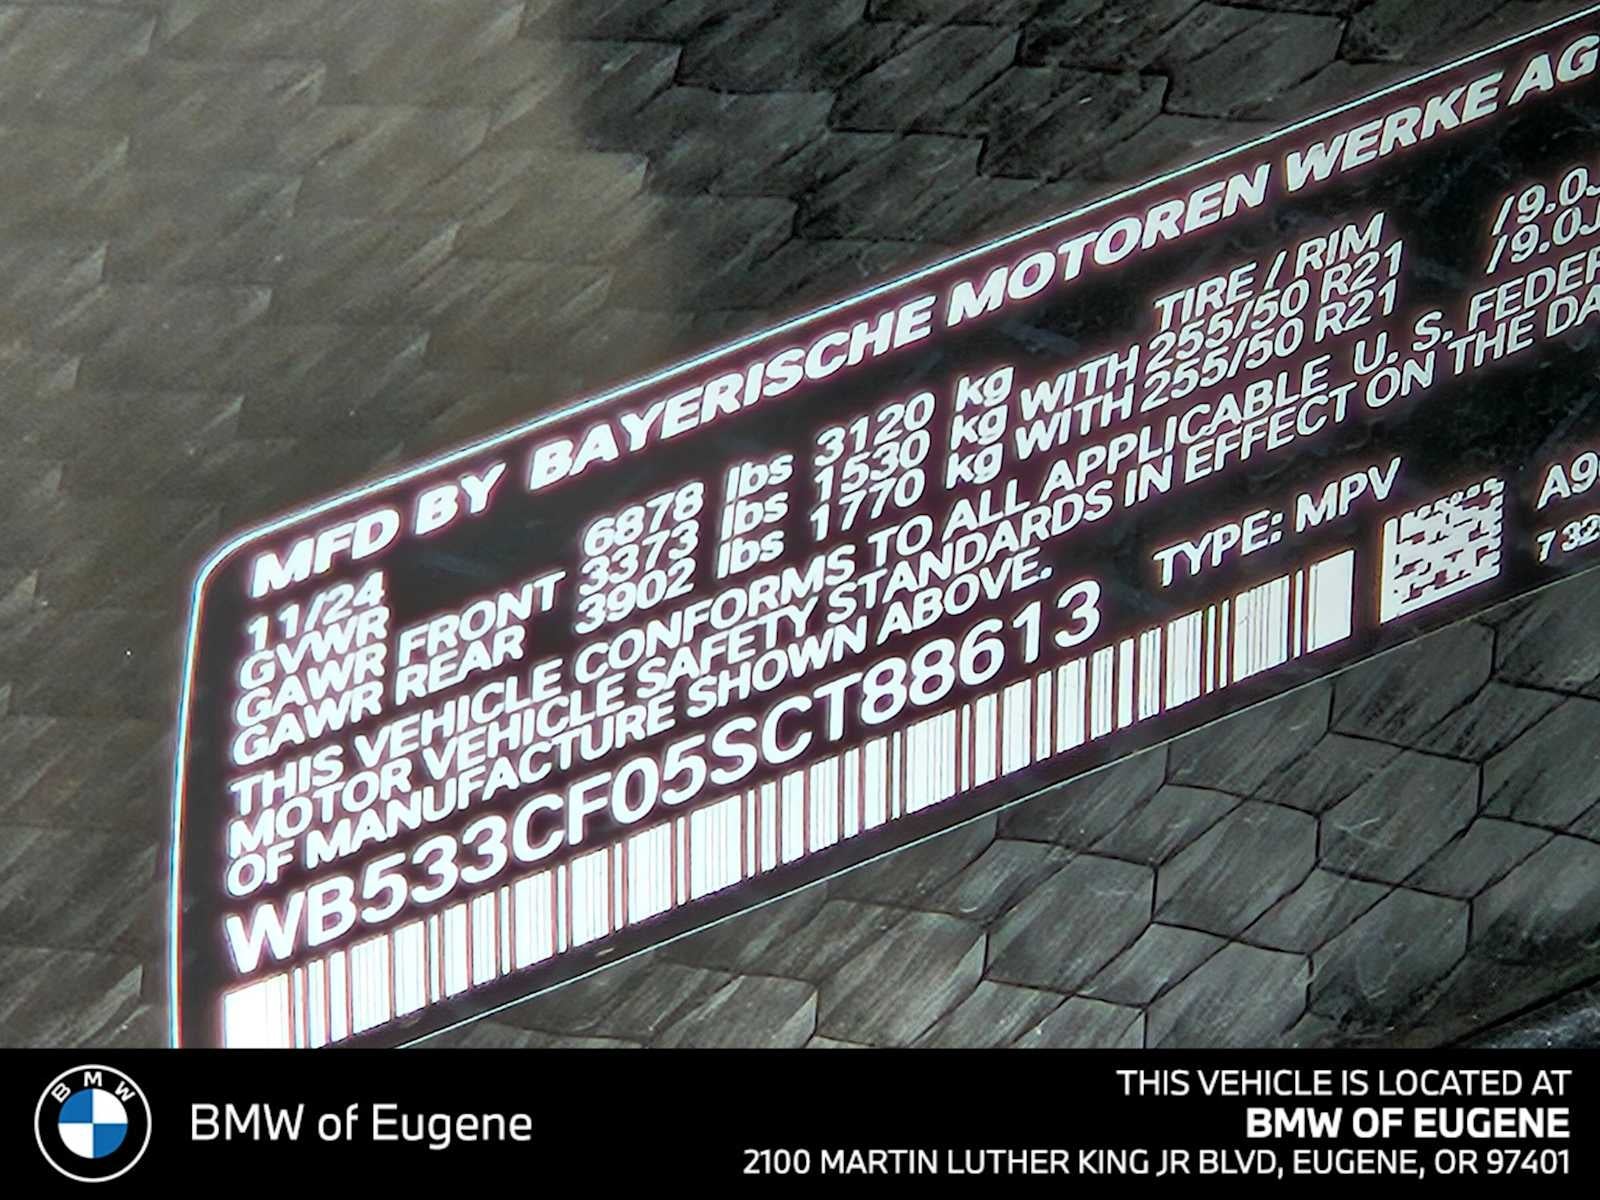 MFD BY BAYERISCHE MOTOREN WERKE AG
11/24 TIRE / RIM
GVWR 6878 lbs 3120 kg
GAWR FRONT 3373 lbs 1530 kg WITH 255/50 R21 /9.0J
GAWR REAR 3902 lbs 1770 kg WITH 255/50 R21 /9.0J
THIS VEHICLE CONFORMS TO ALL APPLICABLE U. S. FEDER
MOTOR VEHICLE SAFETY STANDARDS IN EFFECT ON THE DA
OF MANUFACTURE SHOWN ABOVE.
WB533CF05SCT88613 TYPE: MPV
BMW
BMW of Eugene
THIS VEHICLE IS LOCATED AT
BMW OF EUGENE
2100 MARTIN LUTHER KING JR BLVD, EUGENE, OR 97401